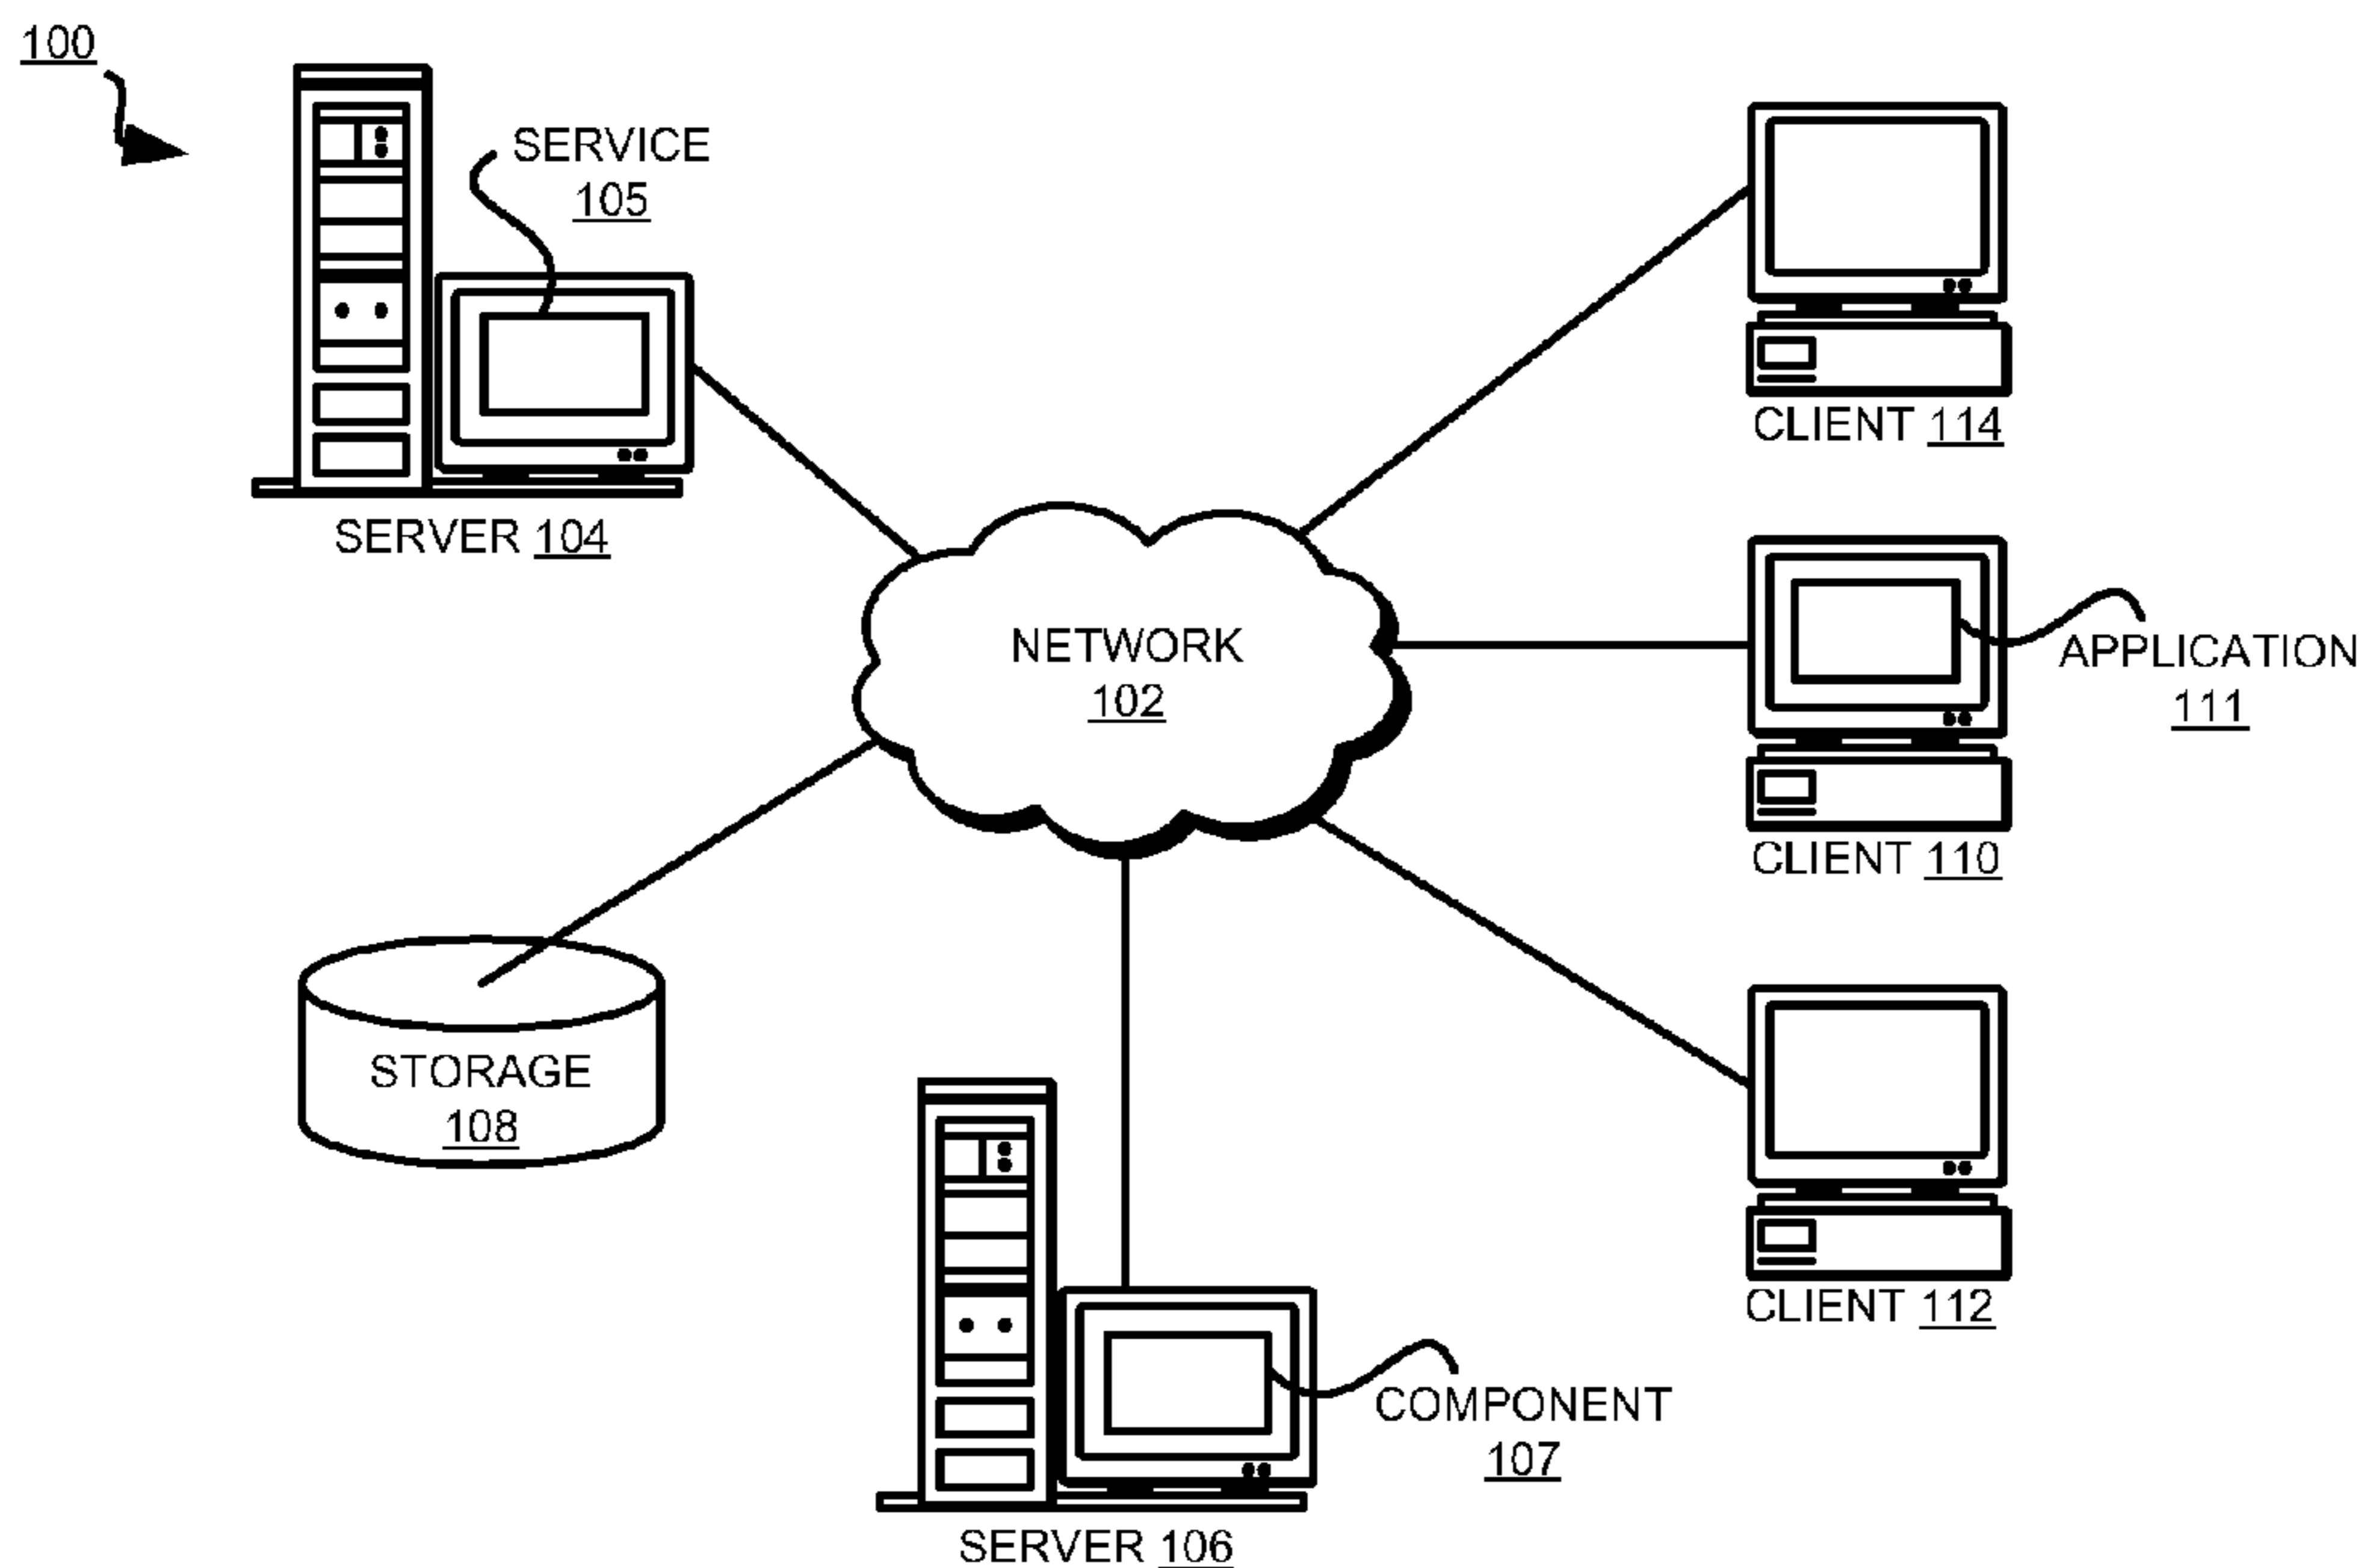 100
SERVICE
105
SERVER 104
CLIENT 114
NETWORK
102
APPLICATION
111
CLIENT 110
STORAGE
108
CLIENT 112
COMPONENT
107
SERVER 106